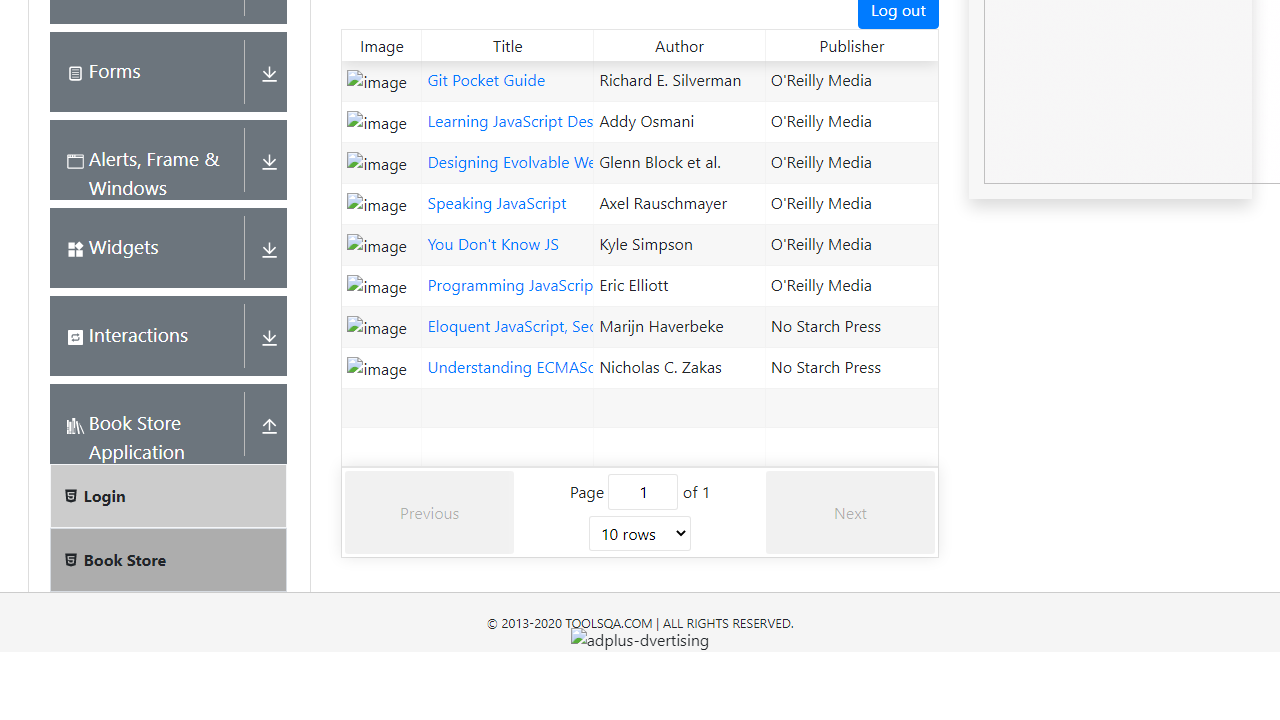 Log out
Forms
Alerts, Frame &
Windows
Widgets
Interactions
Book Store
Application
Login
Book Store
Image Title Author Publisher
image Git Pocket Guide Richard E. Silverman O'Reilly Media
image Learning JavaScript Des Addy Osmani O'Reilly Media
image Designing Evolvable We Glenn Block et al. O'Reilly Media
image Speaking JavaScript Axel Rauschmayer O'Reilly Media
image You Don't Know JS Kyle Simpson O'Reilly Media
image Programming JavaScrip Eric Elliott O'Reilly Media
image Eloquent JavaScript, Sec Marijn Haverbeke No Starch Press
image Understanding ECMASc Nicholas C. Zakas No Starch Press
Previous
Page 1 of 1
10 rows
Next
© 2013-2020 TOOLSQA.COM | ALL RIGHTS RESERVED.
adplus-dvertising